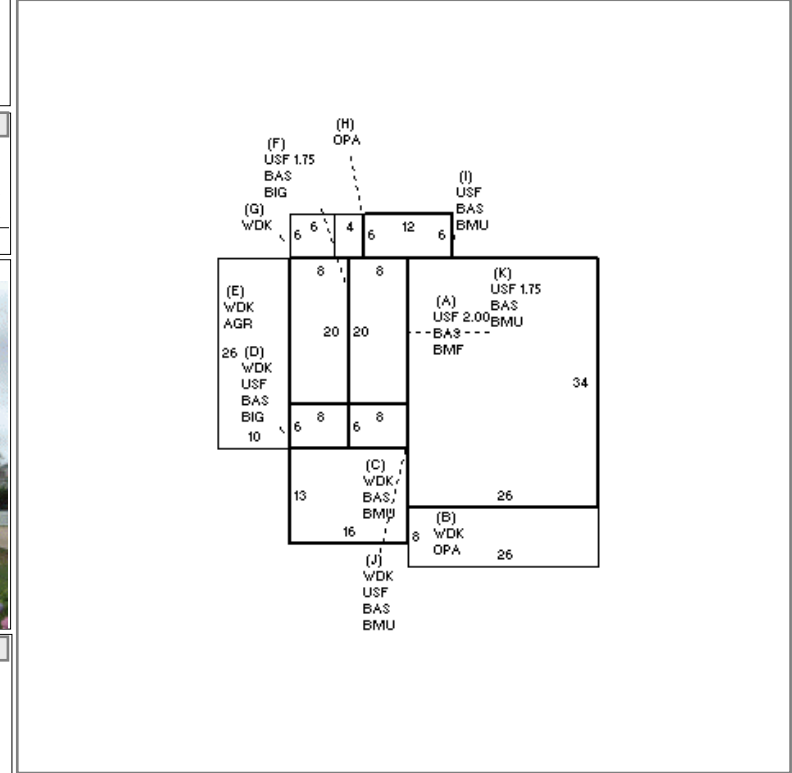 (H)
OPA
(F)
USF 1.75
BAS
BIG
(I)
USF
BAS
BMU
(G)
WDK
6 6 4 6 12 6
8 8
(K)
USF 1.75
BAS
BMU
(E)
WDK
AGR
(A)
USF 2.00
BAS
BMF
20 20
34
26
(D)
WDK
USF
BAS
BIG
10
8 8
6 6
(C)
WDK
BAS
BMU
13
16
26
(B)
WDK
OPA
8
26
(J)
WDK
USF
BAS
BMU